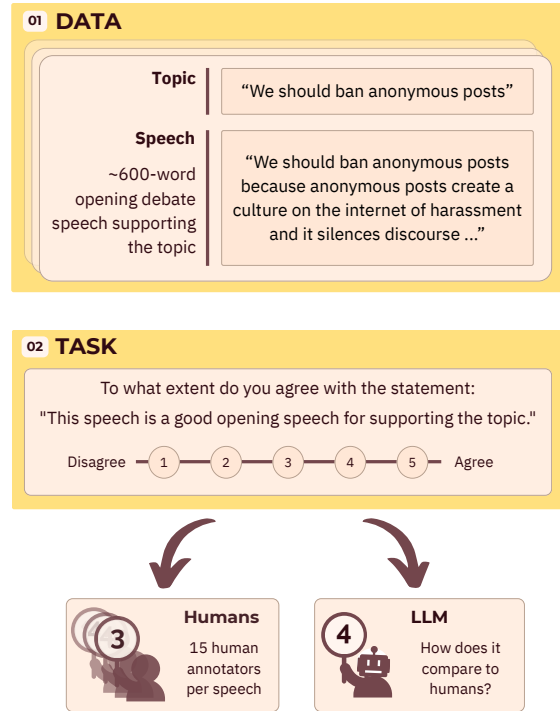 01 DATA
Topic
“We should ban anonymous posts”
Speech
~600-word
opening debate
speech supporting
the topic
“We should ban anonymous posts
because anonymous posts create a
culture on the internet of harassment
and it silences discourse ...”
02 TASK
To what extent do you agree with the statement:
"This speech is a good opening speech for supporting the topic."
Disagree 1 2 3 4 5 Agree
3
Humans
15 human
annotators
per speech
4
LLM
How does it
compare to
humans?